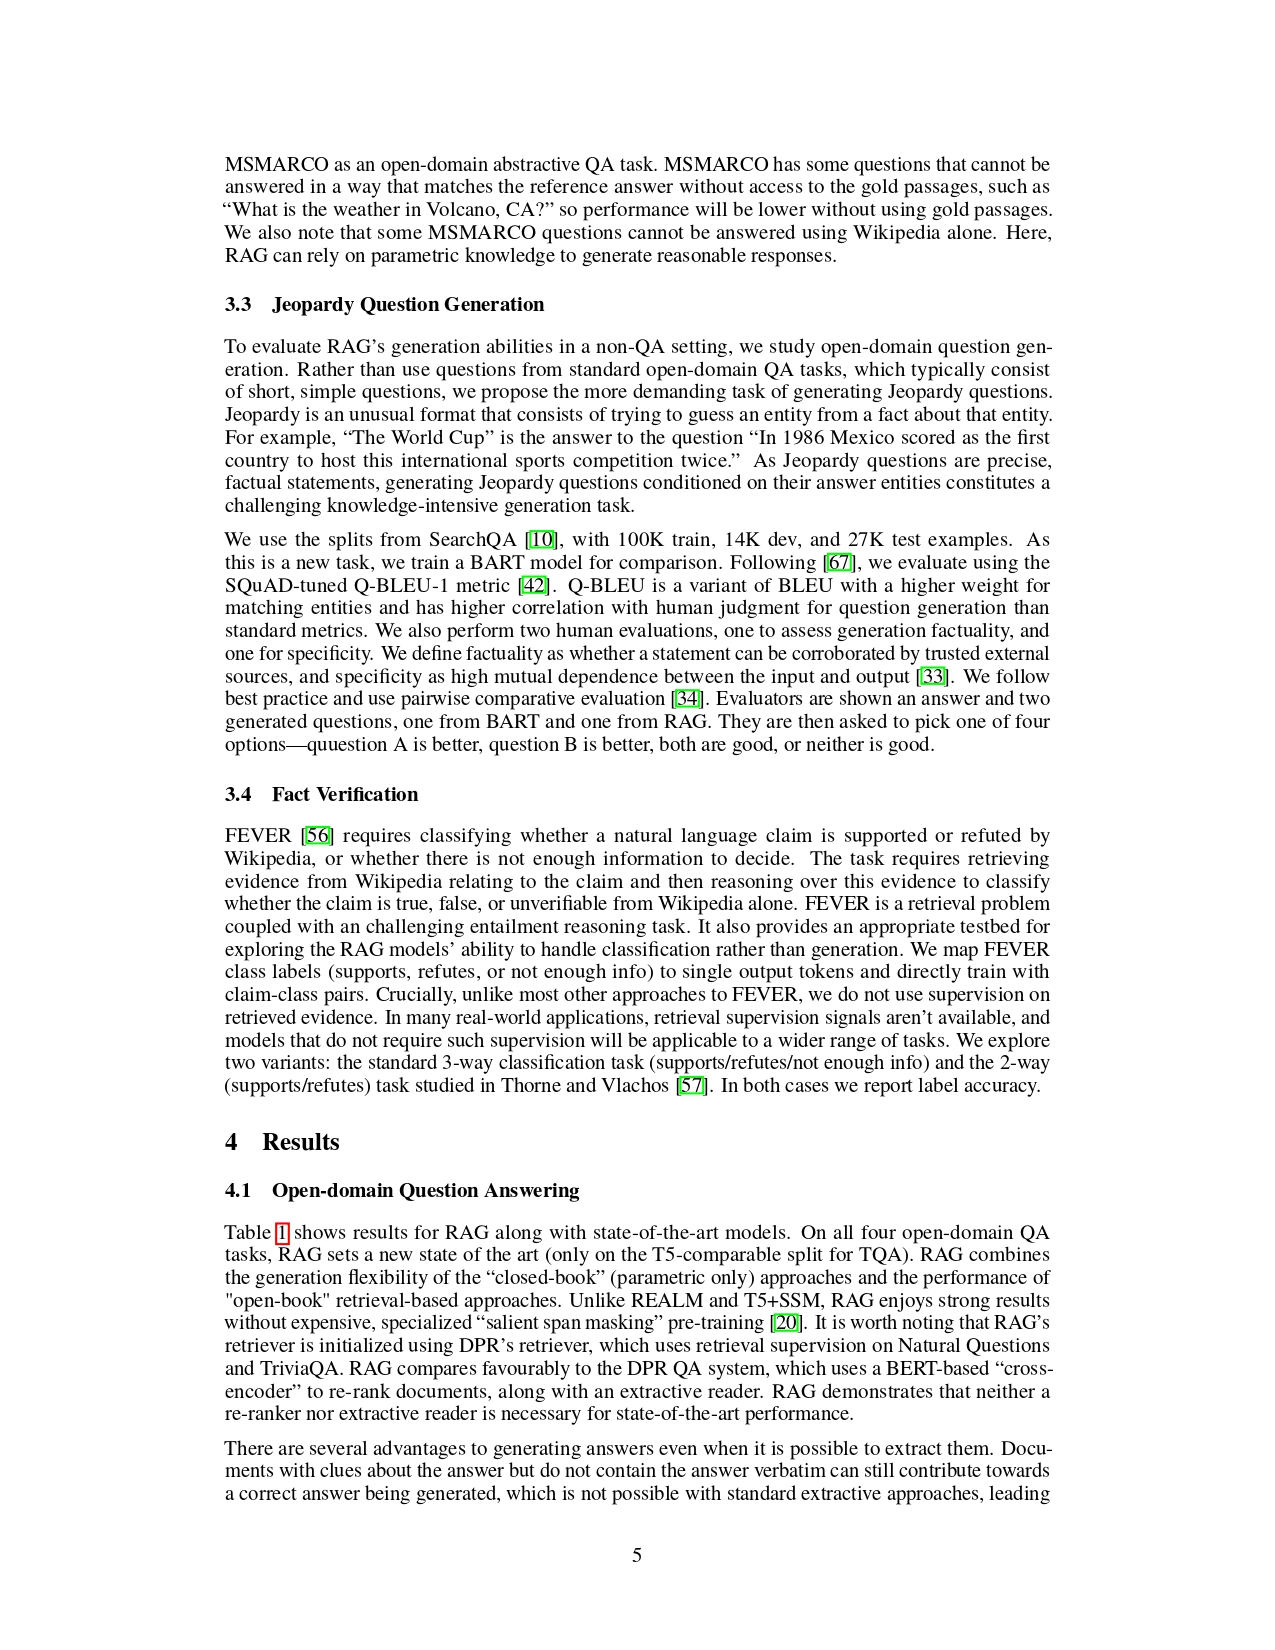 MSMARCO as an open-domain abstractive QA task. MSMARCO has some questions that cannot be
answered in a way that matches the reference answer without access to the gold passages, such as
“What is the weather in Volcano, CA?” so performance will be lower without using gold passages.
We also note that some MSMARCO questions cannot be answered using Wikipedia alone. Here,
RAG can rely on parametric knowledge to generate reasonable responses.
3.3 Jeopardy Question Generation
To evaluate RAG’s generation abilities in a non-QA setting, we study open-domain question gen-
eration. Rather than use questions from standard open-domain QA tasks, which typically consist
of short, simple questions, we propose the more demanding task of generating Jeopardy questions.
Jeopardy is an unusual format that consists of trying to guess an entity from a fact about that entity.
For example, “The World Cup” is the answer to the question “In 1986 Mexico scored as the first
country to host this international sports competition twice.” As Jeopardy questions are precise,
factual statements, generating Jeopardy questions conditioned on their answer entities constitutes a
challenging knowledge-intensive generation task.
We use the splits from SearchQA [10], with 100K train, 14K dev, and 27K test examples. As
this is a new task, we train a BART model for comparison. Following [67], we evaluate using the
SQuAD-tuned Q-BLEU-1 metric [42]. Q-BLEU is a variant of BLEU with a higher weight for
matching entities and has higher correlation with human judgment for question generation than
standard metrics. We also perform two human evaluations, one to assess generation factuality, and
one for specificity. We define factuality as whether a statement can be corroborated by trusted external
sources, and specificity as high mutual dependence between the input and output [33]. We follow
best practice and use pairwise comparative evaluation [34]. Evaluators are shown an answer and two
generated questions, one from BART and one from RAG. They are then asked to pick one of four
options—quuestion A is better, question B is better, both are good, or neither is good.
3.4 Fact Verification
FEVER [56] requires classifying whether a natural language claim is supported or refuted by
Wikipedia, or whether there is not enough information to decide. The task requires retrieving
evidence from Wikipedia relating to the claim and then reasoning over this evidence to classify
whether the claim is true, false, or unverifiable from Wikipedia alone. FEVER is a retrieval problem
coupled with an challenging entailment reasoning task. It also provides an appropriate testbed for
exploring the RAG models’ ability to handle classification rather than generation. We map FEVER
class labels (supports, refutes, or not enough info) to single output tokens and directly train with
claim-class pairs. Crucially, unlike most other approaches to FEVER, we do not use supervision on
retrieved evidence. In many real-world applications, retrieval supervision signals aren’t available, and
models that do not require such supervision will be applicable to a wider range of tasks. We explore
two variants: the standard 3-way classification task (supports/refutes/not enough info) and the 2-way
(supports/refutes) task studied in Thorne and Vlachos [57]. In both cases we report label accuracy.
4 Results
4.1 Open-domain Question Answering
Table 1 shows results for RAG along with state-of-the-art models. On all four open-domain QA
tasks, RAG sets a new state of the art (only on the T5-comparable split for TQA). RAG combines
the generation flexibility of the “closed-book” (parametric only) approaches and the performance of
"open-book" retrieval-based approaches. Unlike REALM and T5+SSM, RAG enjoys strong results
without expensive, specialized “salient span masking” pre-training [20]. It is worth noting that RAG’s
retriever is initialized using DPR’s retriever, which uses retrieval supervision on Natural Questions
and TriviaQA. RAG compares favourably to the DPR QA system, which uses a BERT-based “cross-
encoder” to re-rank documents, along with an extractive reader. RAG demonstrates that neither a
re-ranker nor extractive reader is necessary for state-of-the-art performance.
There are several advantages to generating answers even when it is possible to extract them. Docu-
ments with clues about the answer but do not contain the answer verbatim can still contribute towards
a correct answer being generated, which is not possible with standard extractive approaches, leading
5